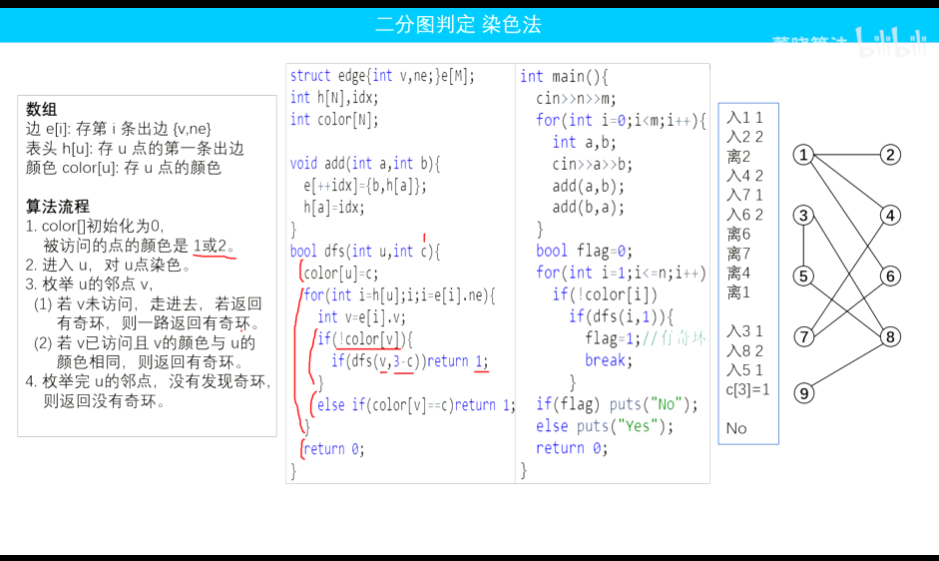 二分图判定 染色法
bilibili
数组
边 e[i]: 存第 i 条出边 {v,ne}
表头 h[u]: 存 u 点的第一条出边
颜色 color[u]: 存 u 点的颜色
算法流程
1. color[]初始化为0,
被访问的点的颜色是 1或2。
2. 进入 u，对 u点染色。
3. 枚举 u的邻点 v,
(1) 若 v未访问，走进去，若返回
有奇环，则一路返回有奇环。
(2) 若 v已访问且 v的颜色与 u的
颜色相同，则返回有奇环。
4. 枚举完 u的邻点，没有发现奇环，
则返回没有奇环。
struct edge{int v,ne;}e[M];
int h[N],idx;
int color[N];
void add(int a,int b){
e[++idx]={b,h[a]};
h[a]=idx;
}
bool dfs(int u,int c){
color[u]=c;
for(int i=h[u];i;i=e[i].ne){
int v=e[i].v;
if(!color[v]){
if(dfs(v,3-c))return 1;
}
else if(color[v]==c)return 1;
}
return 0;
}
int main(){
cin>>n>>m;
for(int i=0;i<m;i++){
int a,b;
cin>>a>>b;
add(a,b);
add(b,a);
}
bool flag=0;
for(int i=1;i<=n;i++)
if(!color[i])
if(dfs(i,1)){
flag=1;//有奇环
break;
}
if(flag) puts("No");
else puts("Yes");
return 0;
}
入1 1
入2 2
离2
入4 2
入7 1
入6 2
离6
离7
离4
离1
入3 1
入8 2
入5 1
c[3]=1
No
1
2
3
4
5
6
7
8
9